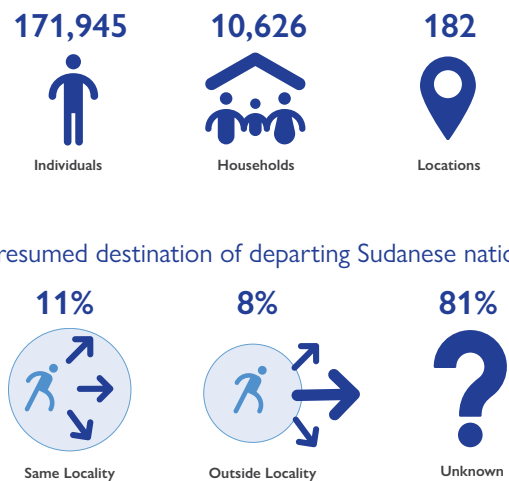 171,945 10,626 182
Individuals Households Locations
resumed destination of departing Sudanese natio
11% 8% 81%
Same Locality Outside Locality Unknown